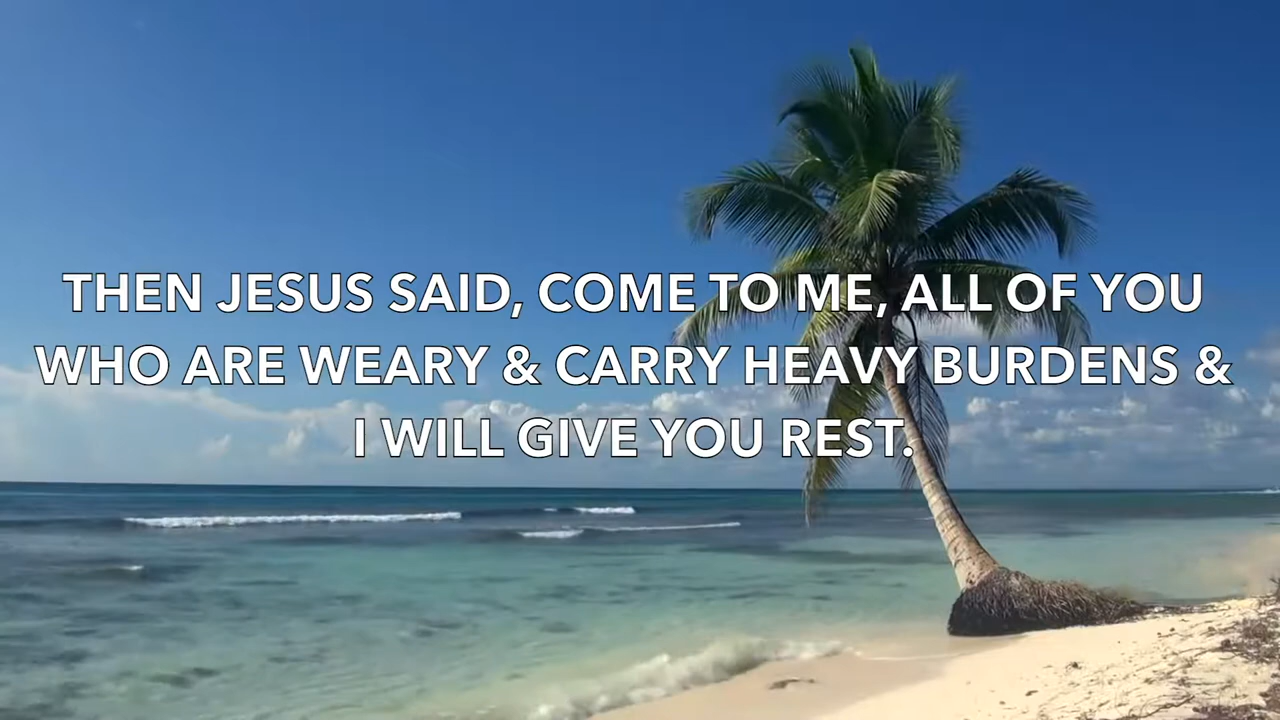 THEN JESUS SAID, COME TO ME, ALL OF YOU
WHO ARE WEARY & CARRY HEAVY BURDENS &
I WILL GIVE YOU REST.